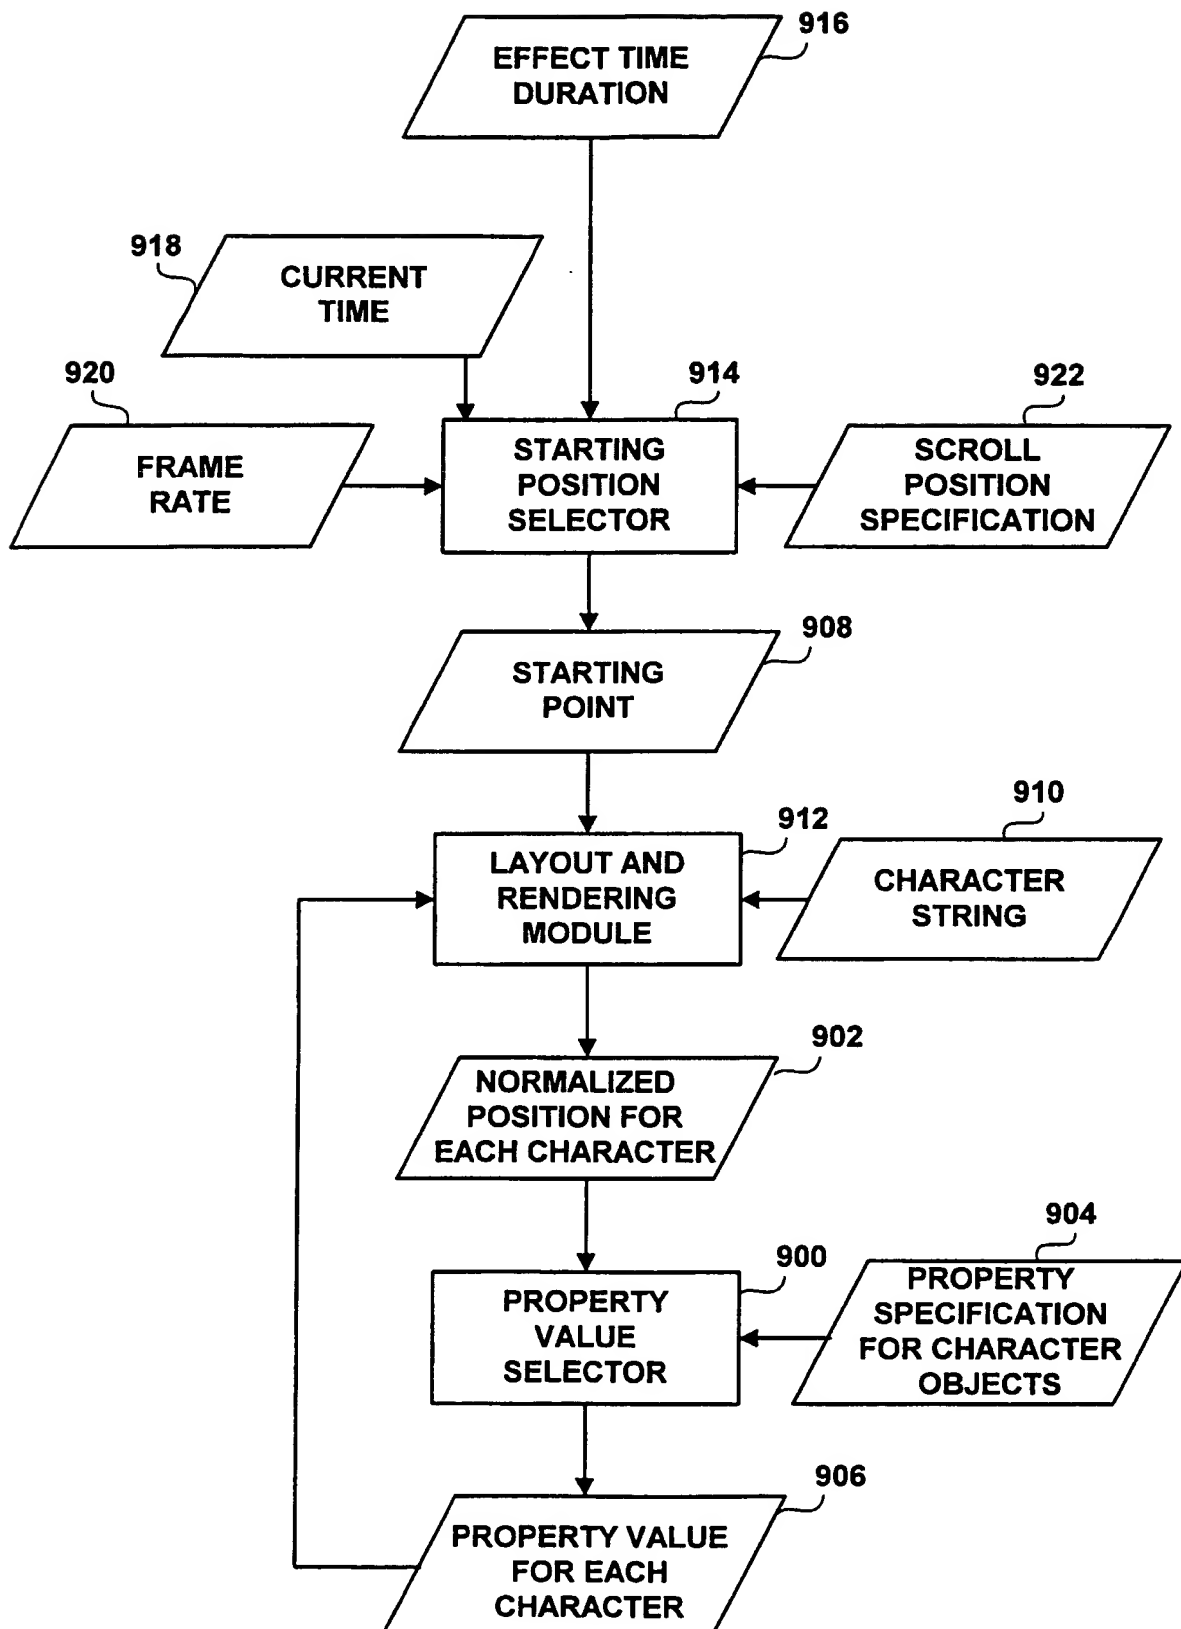 916
EFFECT TIME
DURATION
918
CURRENT
TIME
920
FRAME
RATE
914
STARTING
POSITION
SELECTOR
922
SCROLL
POSITION
SPECIFICATION
908
STARTING
POINT
912
LAYOUT AND
RENDERING
MODULE
910
CHARACTER
STRING
902
NORMALIZED
POSITION FOR
EACH CHARACTER
900
PROPERTY
VALUE
SELECTOR
904
PROPERTY
SPECIFICATION
FOR CHARACTER
OBJECTS
906
PROPERTY VALUE
FOR EACH
CHARACTER